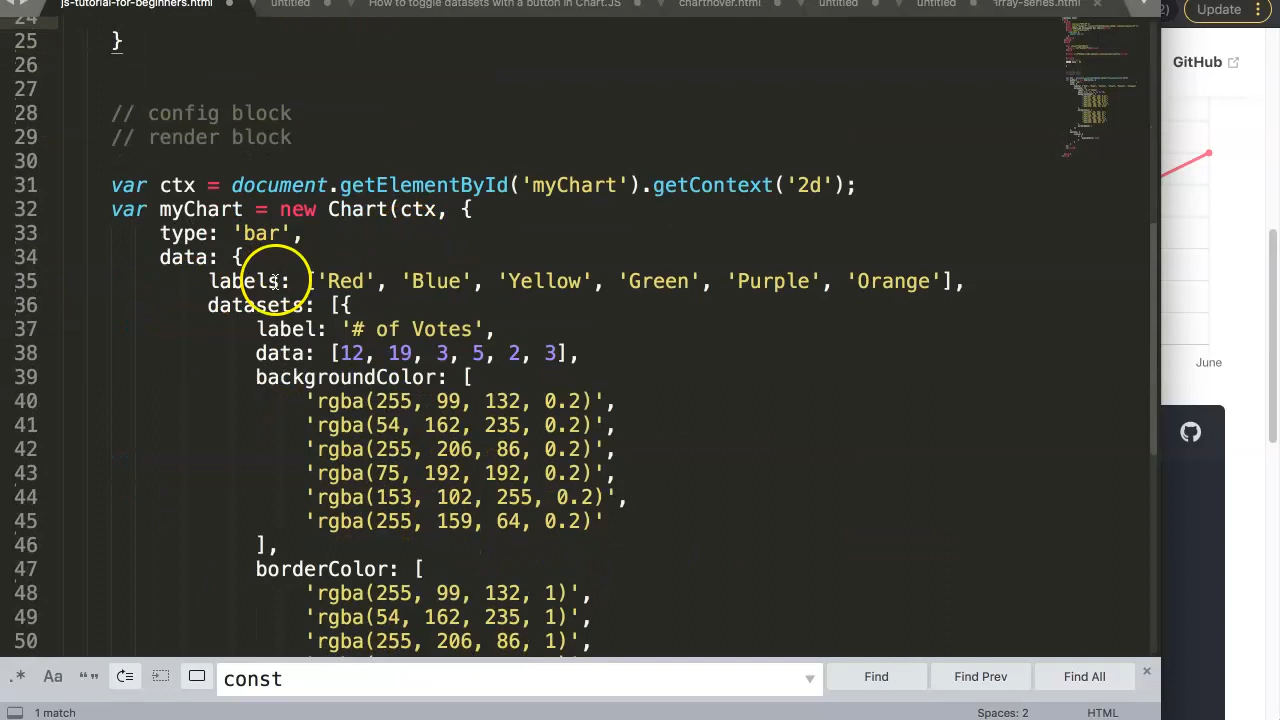 js-tutorial-for-beginners.html
untitled
How to toggle datasets with a button in Chart.JS
charthover.html
untitled
untitled
array-series.html
2) Update
24
25 }
26
27
28 // config block
29 // render block
30
31 var ctx = document.getElementById('myChart').getContext('2d');
32 var myChart = new Chart(ctx, {
33 type: 'bar',
34 data: {
35 labels: ['Red', 'Blue', 'Yellow', 'Green', 'Purple', 'Orange'],
36 datasets: [{
37 label: '# of Votes',
38 data: [12, 19, 3, 5, 2, 3],
39 backgroundColor: [
40 'rgba(255, 99, 132, 0.2)',
41 'rgba(54, 162, 235, 0.2)',
42 'rgba(255, 206, 86, 0.2)',
43 'rgba(75, 192, 192, 0.2)',
44 'rgba(153, 102, 255, 0.2)',
45 'rgba(255, 159, 64, 0.2)'
46 ],
47 borderColor: [
48 'rgba(255, 99, 132, 1)',
49 'rgba(54, 162, 235, 1)',
50 'rgba(255, 206, 86, 1)',
GitHub
June
.* Aa “” const Find Find Prev Find All
1 match
Spaces: 2
HTML